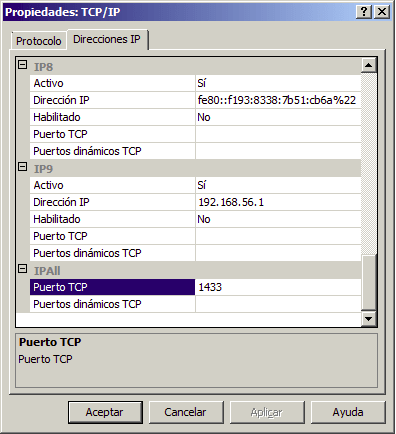 Propiedades: TCP/IP
Protocolo Direcciones IP
IP8
Activo Sí
Dirección IP fe80::f193:8338:7b51:cb6a%22
Habilitado No
Puerto TCP
Puertos dinámicos TCP
IP9
Activo Sí
Dirección IP 192.168.56.1
Habilitado No
Puerto TCP
Puertos dinámicos TCP
IPAll
Puerto TCP 1433
Puertos dinámicos TCP
Puerto TCP
Puerto TCP
Aceptar Cancelar Aplicar Ayuda